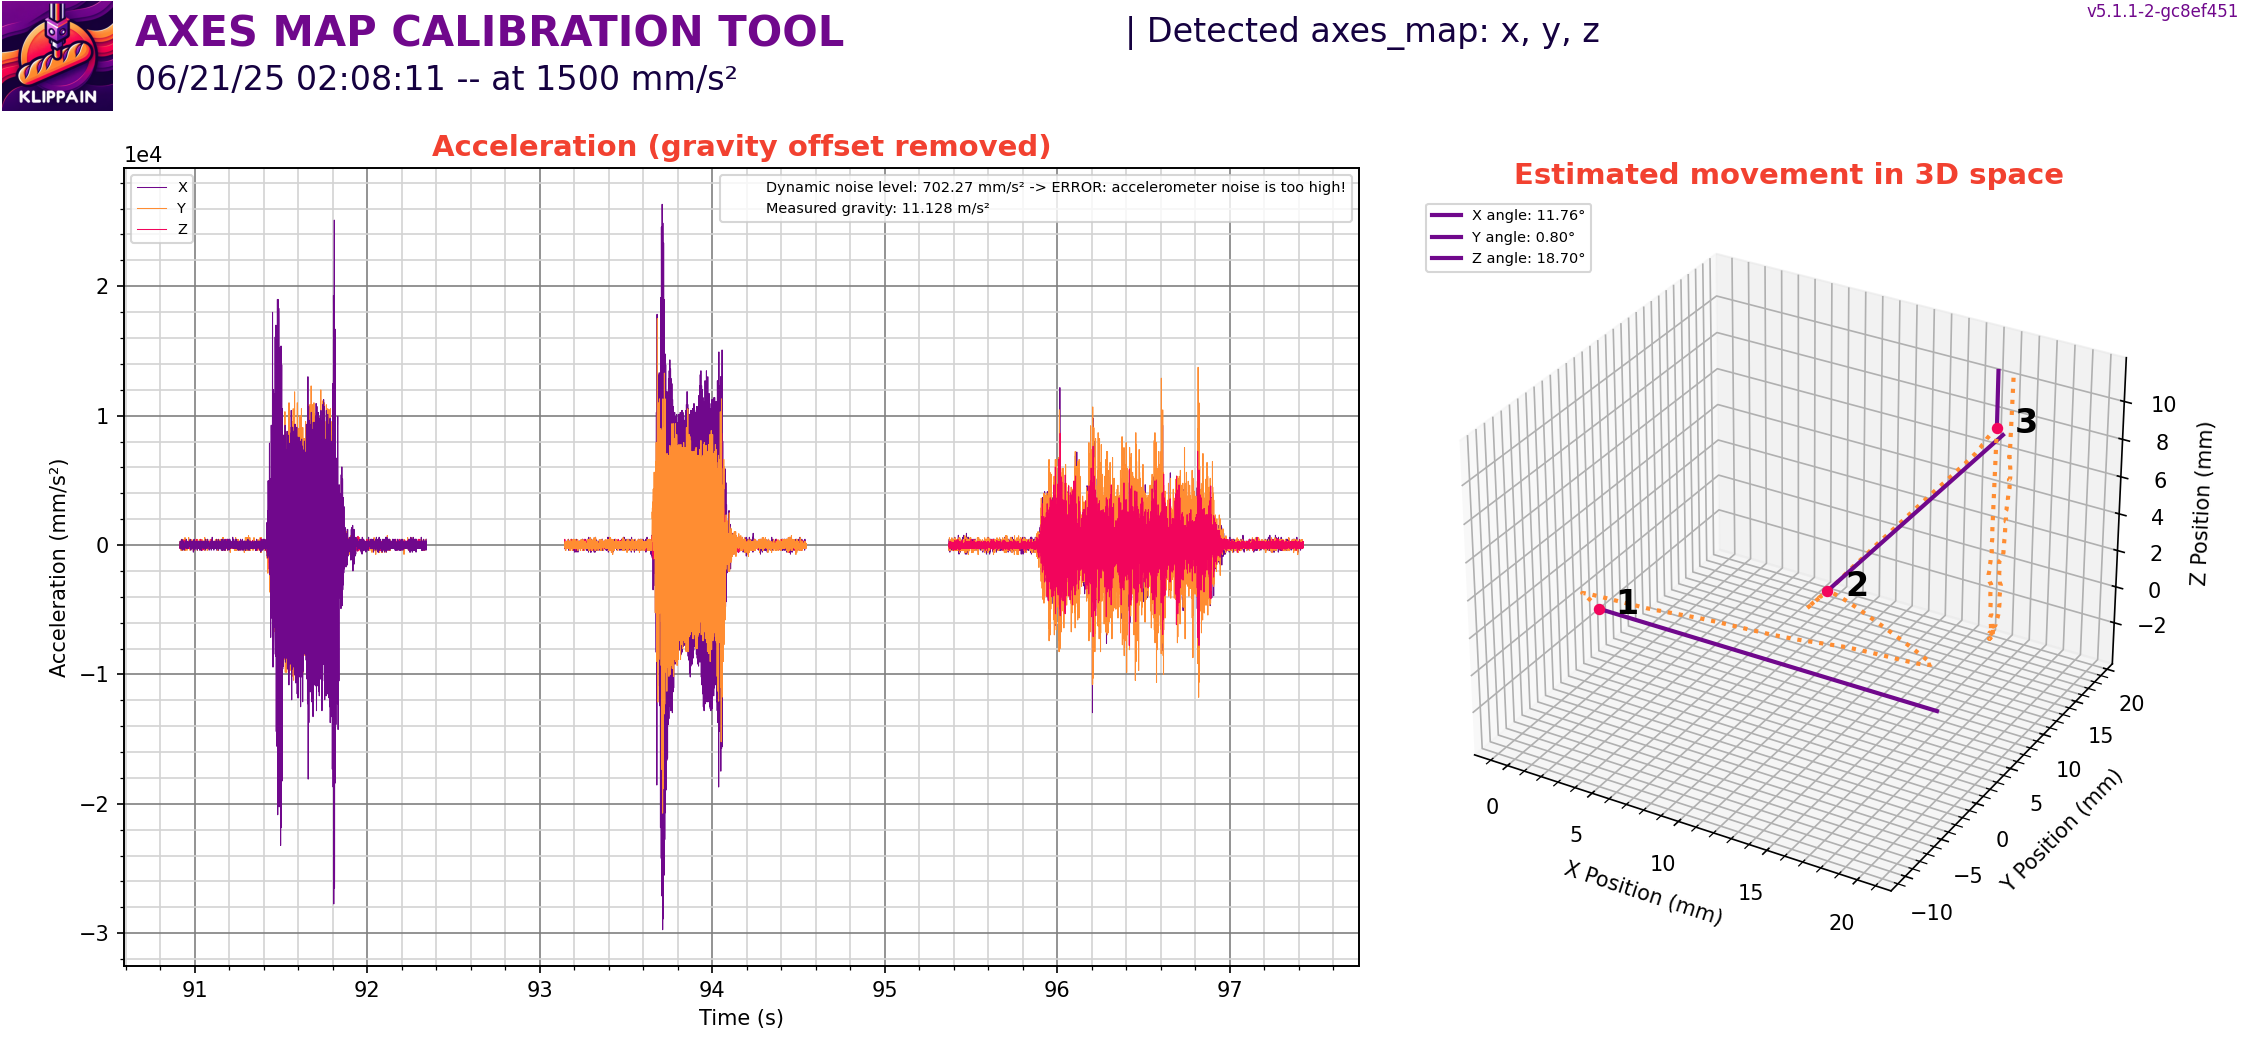 AXES MAP CALIBRATION TOOL
| Detected axes_map: x, y, z
v5.1.1-2-gc8ef451
06/21/25 02:08:11 -- at 1500 mm/s²
KLIPPAIN
Acceleration (gravity offset removed)
1e4
X
Y
Z
Dynamic noise level: 702.27 mm/s² -> ERROR: accelerometer noise is too high!
Measured gravity: 11.128 m/s²
2
1
0
−1
−2
−3
Acceleration (mm/s²)
91 92 93 94 95 96 97
Time (s)
Estimated movement in 3D space
X angle: 11.76°
Y angle: 0.80°
Z angle: 18.70°
1
2
3
10
8
6
4
2
0
−2
Z Position (mm)
20
15
10
5
0
−5
−10
Y Position (mm)
0
5
10
15
20
X Position (mm)